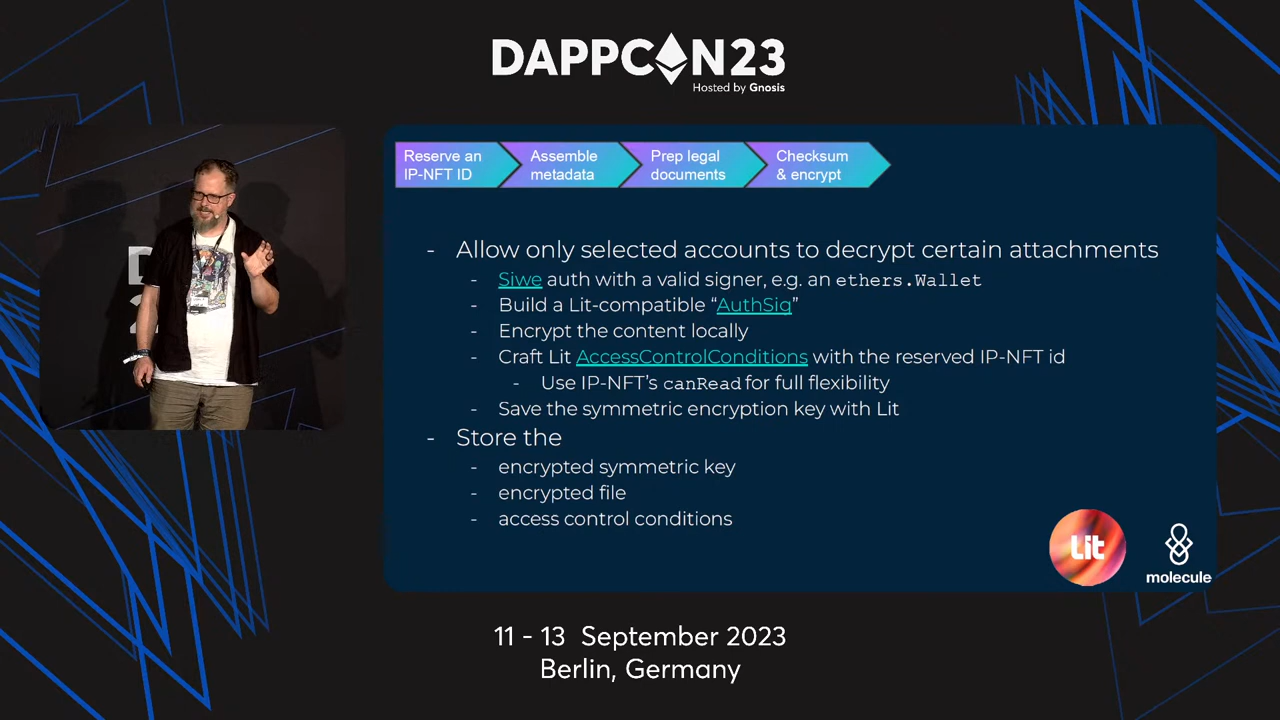 DAPPCON23
Hosted by Gnosis
Reserve an
IP-NFT ID
Assemble
metadata
Prep legal
documents
Checksum
& encrypt
- Allow only selected accounts to decrypt certain attachments
- Siwe auth with a valid signer, e.g. an ethers.Wallet
- Build a Lit-compatible “AuthSig”
- Encrypt the content locally
- Craft Lit AccessControlConditions with the reserved IP-NFT id
- Use IP-NFT’s canRead for full flexibility
- Save the symmetric encryption key with Lit
- Store the
- encrypted symmetric key
- encrypted file
- access control conditions
Lit
molecule
11 - 13 September 2023
Berlin, Germany